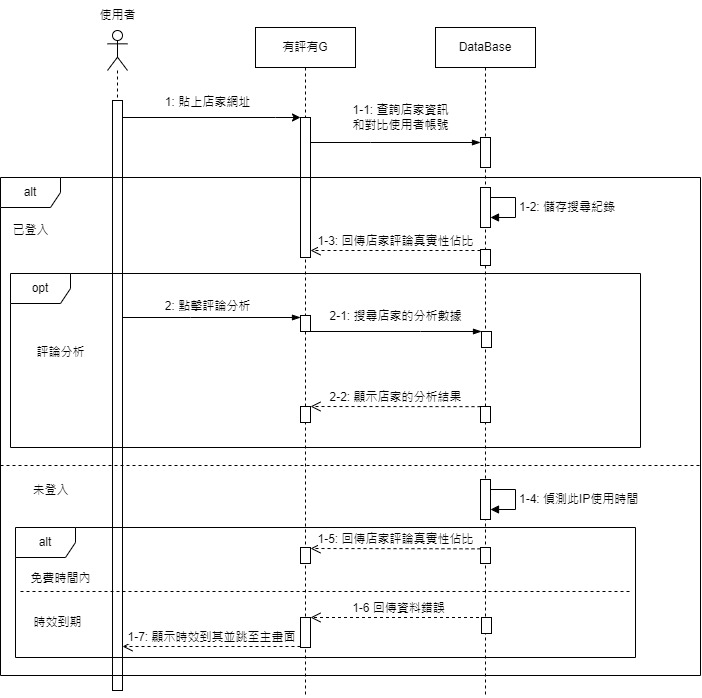 使用者
有評有G
DataBase
1: 貼上店家網址
1-1: 查詢店家資訊
和對比使用者帳號
alt
1-2: 儲存搜尋紀錄
已登入
1-3: 回傳店家評論真實性佔比
opt
2: 點擊評論分析
2-1: 搜尋店家的分析數據
評論分析
2-2: 顯示店家的分析結果
未登入
1-4: 偵測此IP使用時間
alt
1-5: 回傳店家評論真實性佔比
免費時間內
1-6 回傳資料錯誤
時效到期
1-7: 顯示時效到其並跳至主畫面